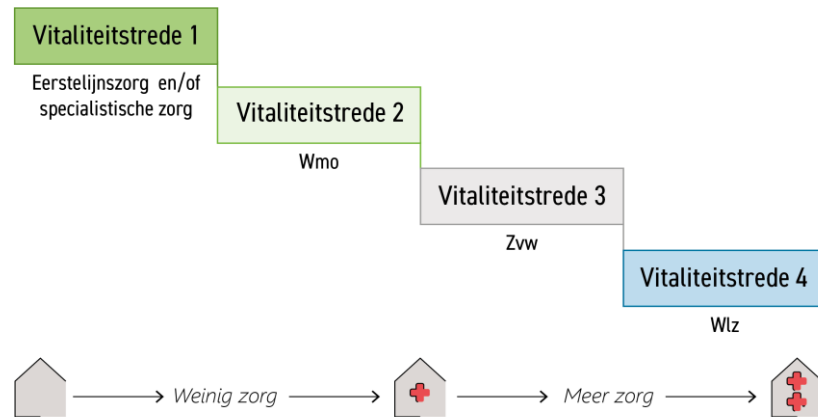 Vitaliteitstrede 1
Eerstelijnszorg en/of
specialistische zorg
Vitaliteitstrede 2
Wmo
Vitaliteitstrede 3
Zvw
Vitaliteitstrede 4
Wlz
Weinig zorg
Meer zorg